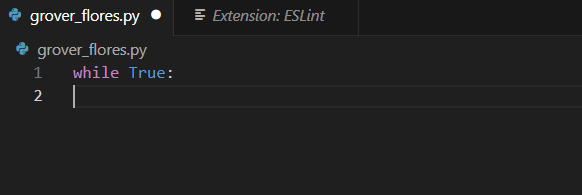 grover_flores.py
Extension: ESLint
grover_flores.py
1 while True:
2